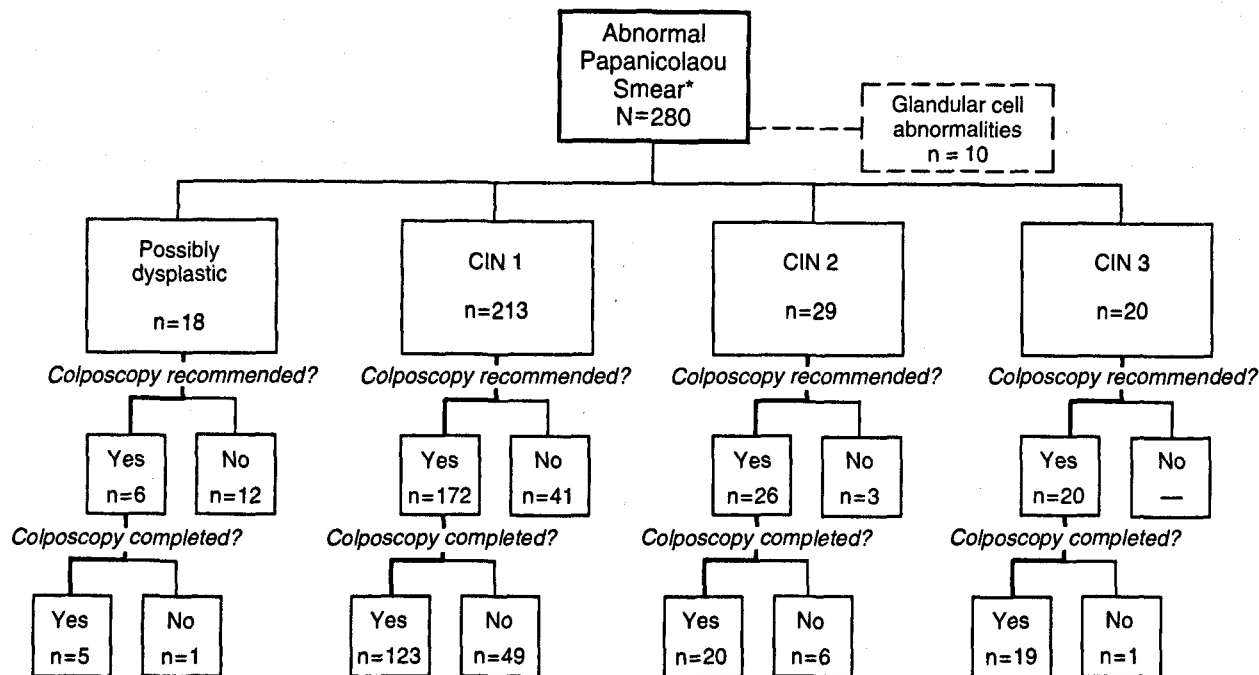 Abnormal
Papanicolaou
Smear*
N=280
Glandular cell
abnormalities
n = 10
Possibly
dysplastic
n=18
CIN 1
n=213
CIN 2
n=29
CIN 3
n=20
Colposcopy recommended?
Colposcopy recommended?
Colposcopy recommended?
Colposcopy recommended?
Yes
n=6
No
n=12
Yes
n=172
No
n=41
Yes
n=26
No
n=3
Yes
n=20
No
—
Colposcopy completed?
Colposcopy completed?
Colposcopy completed?
Colposcopy completed?
Yes
n=5
No
n=1
Yes
n=123
No
n=49
Yes
n=20
No
n=6
Yes
n=19
No
n=1